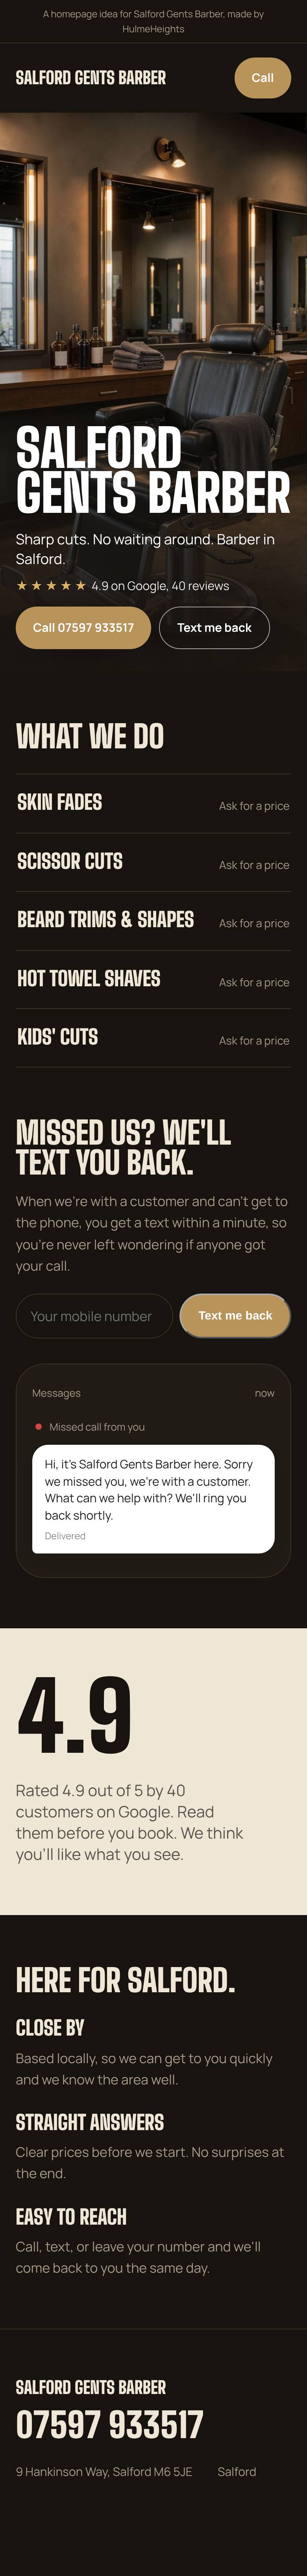 A homepage idea for Salford Gents Barber, made by
HulmeHeights
SALFORD GENTS BARBER
Call
SALFORD
GENTS BARBER
Sharp cuts. No waiting around. Barber in
Salford.
★ ★ ★ ★ ★ 4.9 on Google, 40 reviews
Call 07597 933517
Text me back
WHAT WE DO
SKIN FADES
Ask for a price
SCISSOR CUTS
Ask for a price
BEARD TRIMS & SHAPES
Ask for a price
HOT TOWEL SHAVES
Ask for a price
KIDS' CUTS
Ask for a price
MISSED US? WE'LL
TEXT YOU BACK.
When we're with a customer and can't get to
the phone, you get a text within a minute, so
you're never left wondering if anyone got
your call.
Your mobile number
Text me back
Messages
now
Missed call from you
Hi, it's Salford Gents Barber here. Sorry
we missed you, we're with a customer.
What can we help with? We'll ring you
back shortly.
Delivered
4.9
Rated 4.9 out of 5 by 40
customers on Google. Read
them before you book. We think
you'll like what you see.
HERE FOR SALFORD.
CLOSE BY
Based locally, so we can get to you quickly
and we know the area well.
STRAIGHT ANSWERS
Clear prices before we start. No surprises at
the end.
EASY TO REACH
Call, text, or leave your number and we'll
come back to you the same day.
SALFORD GENTS BARBER
07597 933517
9 Hankinson Way, Salford M6 5JE
Salford